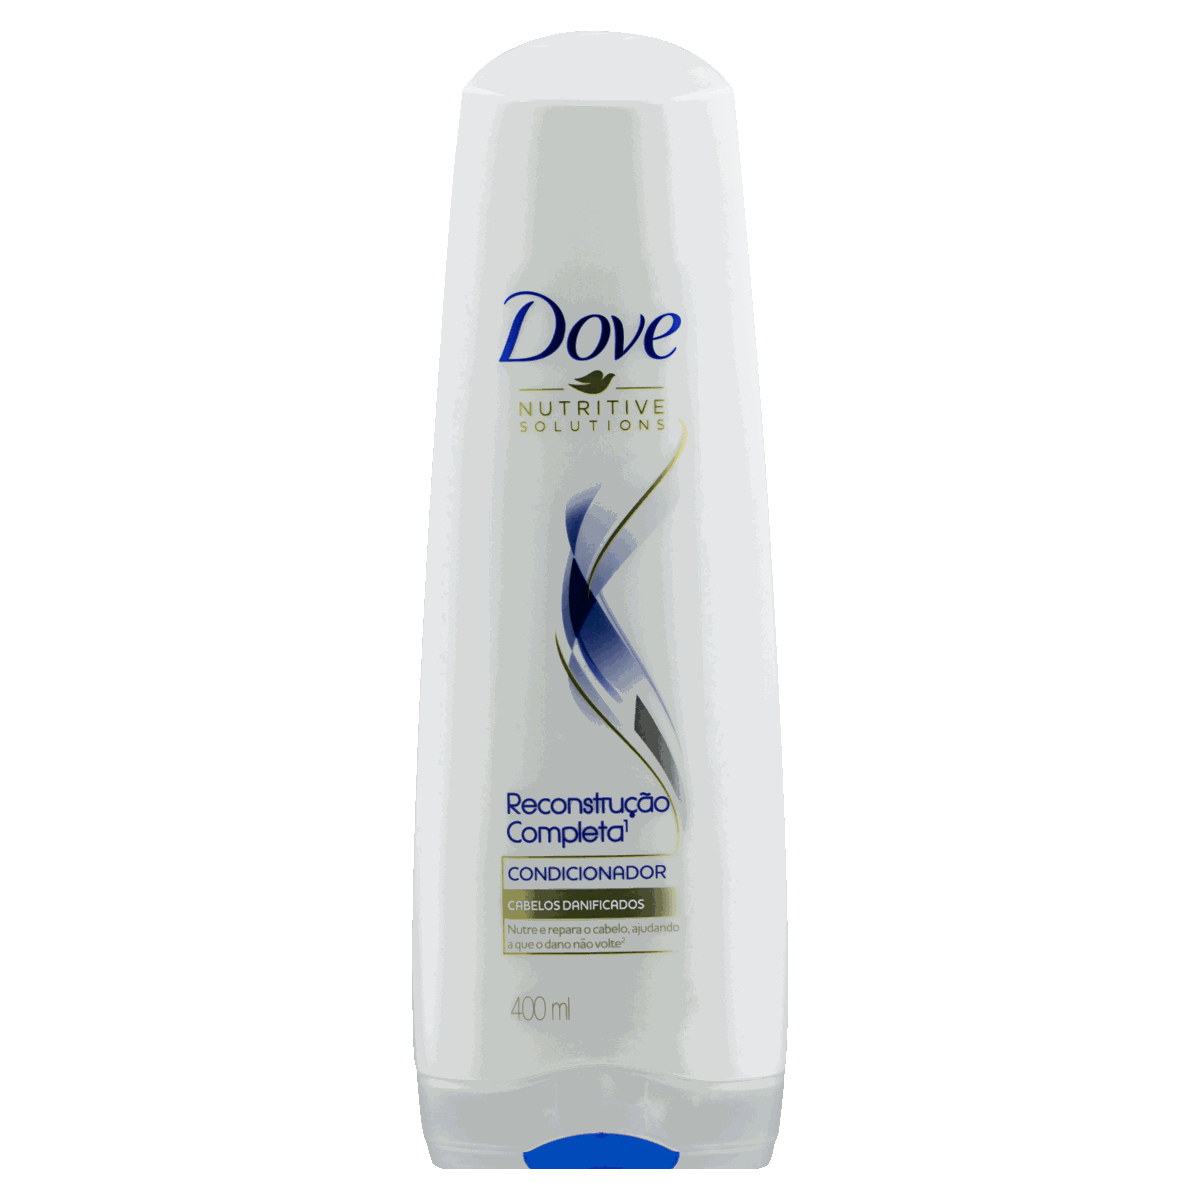 Dove
NUTRITIVE
SOLUTIONS
Reconstrução
Completa¹
CONDICIONADOR
CABELOS DANIFICADOS
Nutre e repara o cabelo, ajudando
a que o dano não volte²
400 ml